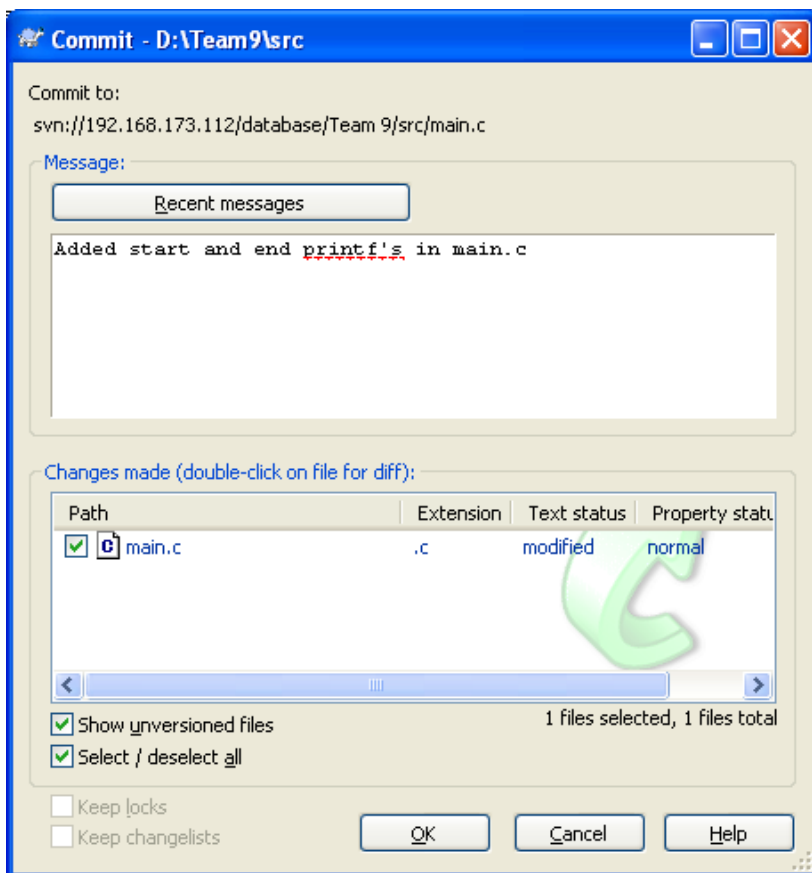 Commit - D:\Team9\src
Commit to:
svn://192.168.173.112/database/Team 9/src/main.c
Message:
Recent messages
Added start and end printf's in main.c
Changes made (double-click on file for diff):
Path Extension Text status Property statu
main.c .c modified normal
Show unversioned files 1 files selected, 1 files total
Select / deselect all
Keep locks
Keep changelists
OK Cancel Help